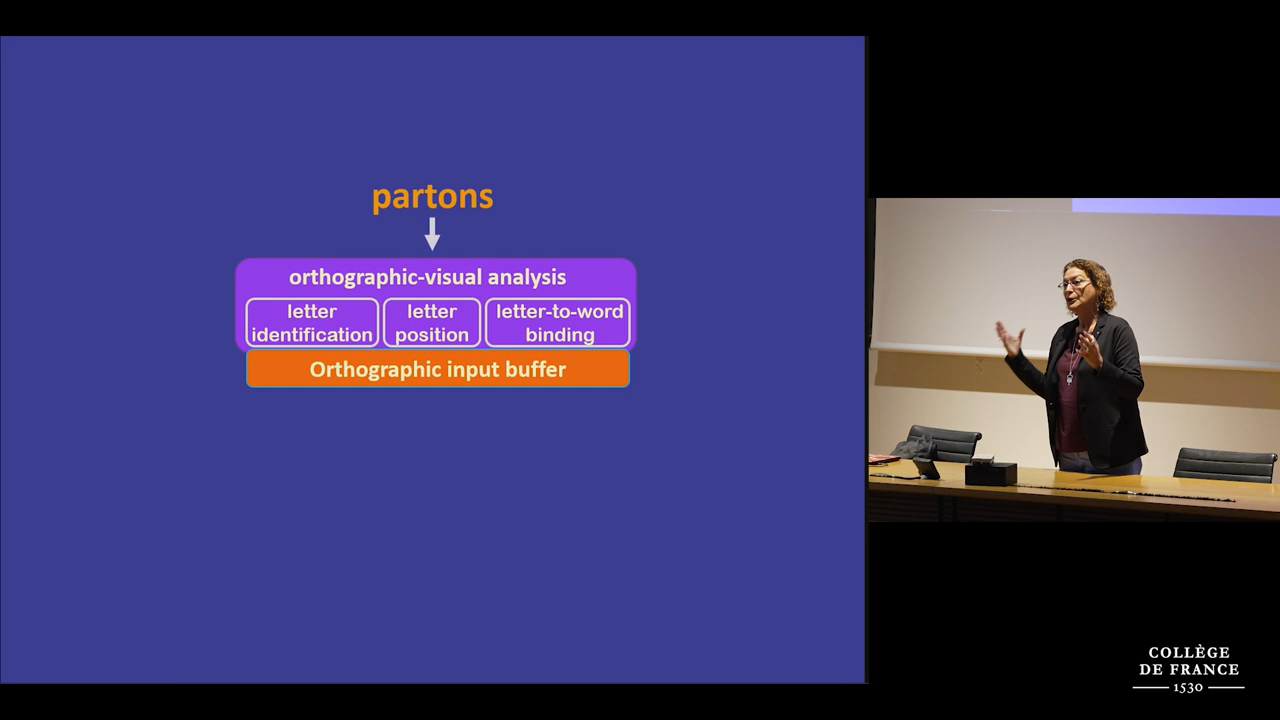 partons
orthographic-visual analysis
letter
identification
letter
position
letter-to-word
binding
Orthographic input buffer
COLLÈGE
DE FRANCE
1530